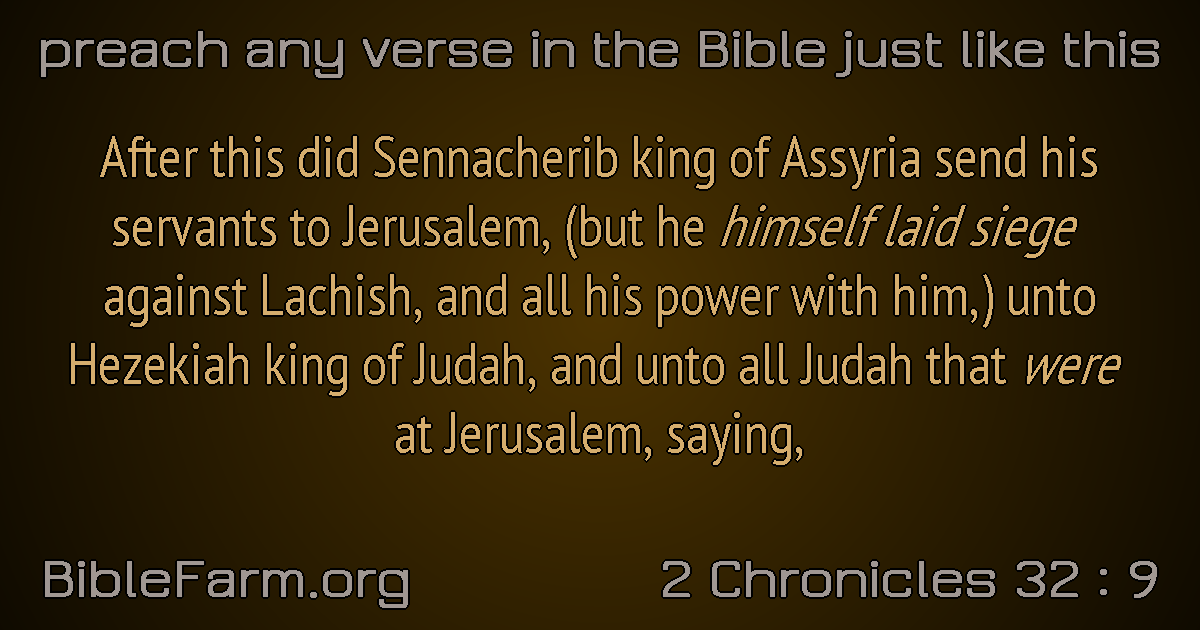 preach any verse in the Bible just like this
After this did Sennacherib king of Assyria send his
servants to Jerusalem, (but he himself laid siege
against Lachish, and all his power with him,) unto
Hezekiah king of Judah, and unto all Judah that were
at Jerusalem, saying,
BibleFarm.org
2 Chronicles 32 : 9